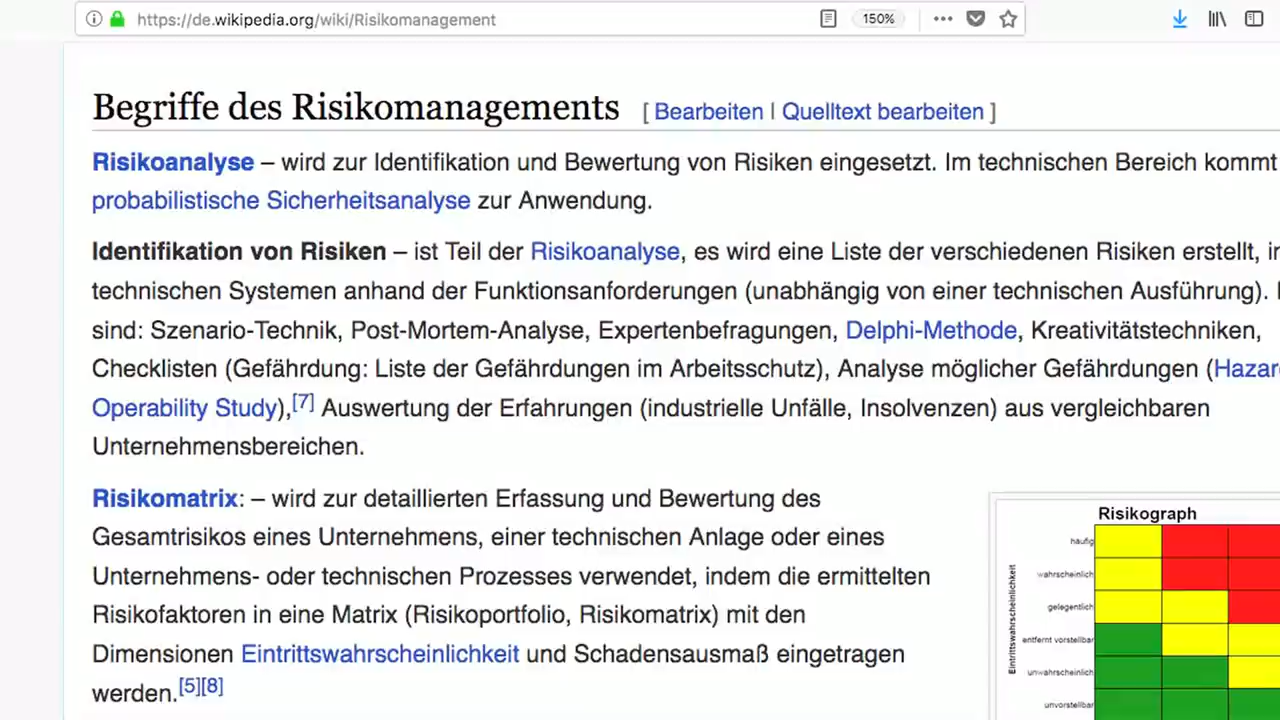 https://de.wikipedia.org/wiki/Risikomanagement 150%
Begriffe des Risikomanagements [ Bearbeiten | Quelltext bearbeiten ]
Risikoanalyse – wird zur Identifikation und Bewertung von Risiken eingesetzt. Im technischen Bereich kommt
probabilistische Sicherheitsanalyse zur Anwendung.
Identifikation von Risiken – ist Teil der Risikoanalyse, es wird eine Liste der verschiedenen Risiken erstellt,
technischen Systemen anhand der Funktionsanforderungen (unabhängig von einer technischen Ausführung).
sind: Szenario-Technik, Post-Mortem-Analyse, Expertenbefragungen, Delphi-Methode, Kreativitätstechniken,
Checklisten (Gefährdung: Liste der Gefährdungen im Arbeitsschutz), Analyse möglicher Gefährdungen (
Operability Study),[7] Auswertung der Erfahrungen (industrielle Unfälle, Insolvenzen) aus vergleichbaren
Unternehmensbereichen.
Risikomatrix: – wird zur detaillierten Erfassung und Bewertung des
Gesamtrisikos eines Unternehmens, einer technischen Anlage oder eines
Unternehmens- oder technischen Prozesses verwendet, indem die ermittelten
Risikofaktoren in eine Matrix (Risikoportfolio, Risikomatrix) mit den
Dimensionen Eintrittswahrscheinlichkeit und Schadensausmaß eingetragen
werden.[5][8]
Risikograph
Eintrittswahrscheinlichkeit
häufig
wahrscheinlich
gelegentlich
entfernt vorstellbar
unwahrscheinlich
unvorstellbar